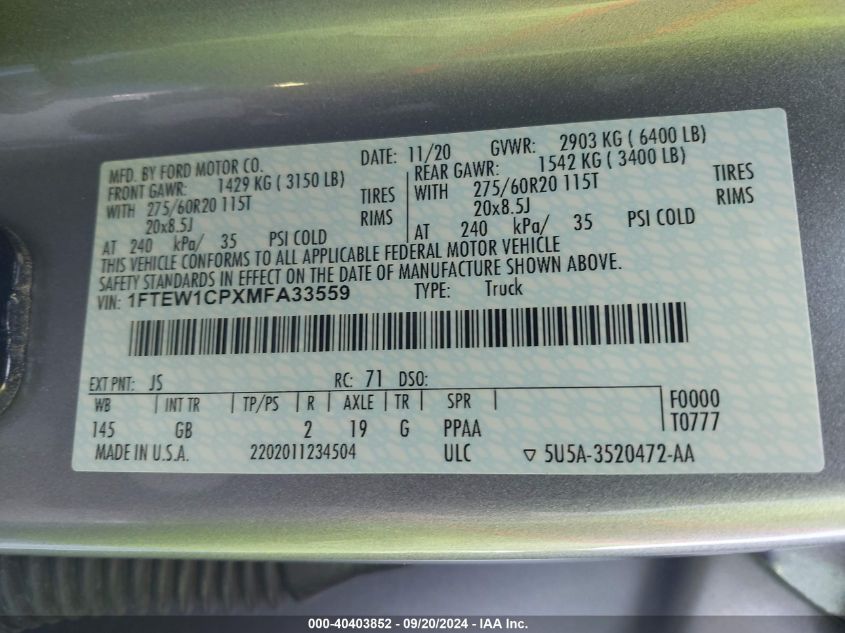 MFD. BY FORD MOTOR CO. DATE: 11/20 GVWR: 2903 KG ( 6400 LB)
FRONT GAWR: 1429 KG ( 3150 LB) REAR GAWR: 1542 KG ( 3400 LB)
WITH 275/60R20 115T TIRES WITH 275/60R20 115T TIRES
20x8.5J RIMS 20x8.5J RIMS
AT 240 kPa/ 35 PSI COLD AT 240 kPa/ 35 PSI COLD
THIS VEHICLE CONFORMS TO ALL APPLICABLE FEDERAL MOTOR VEHICLE
SAFETY STANDARDS IN EFFECT ON THE DATE OF MANUFACTURE SHOWN ABOVE.
VIN: 1FTEW1CPXMFA33559 TYPE: Truck
EXT PNT: JS RC: 71 DSO:
WB INT TR TP/PS R AXLE TR SPR F0000
145 GB 2 19 G PPAA T0777
MADE IN U.S.A. 2202011234504 ULC ▽ 5U5A-3520472-AA
000-40403852 - 09/20/2024 - IAA Inc.